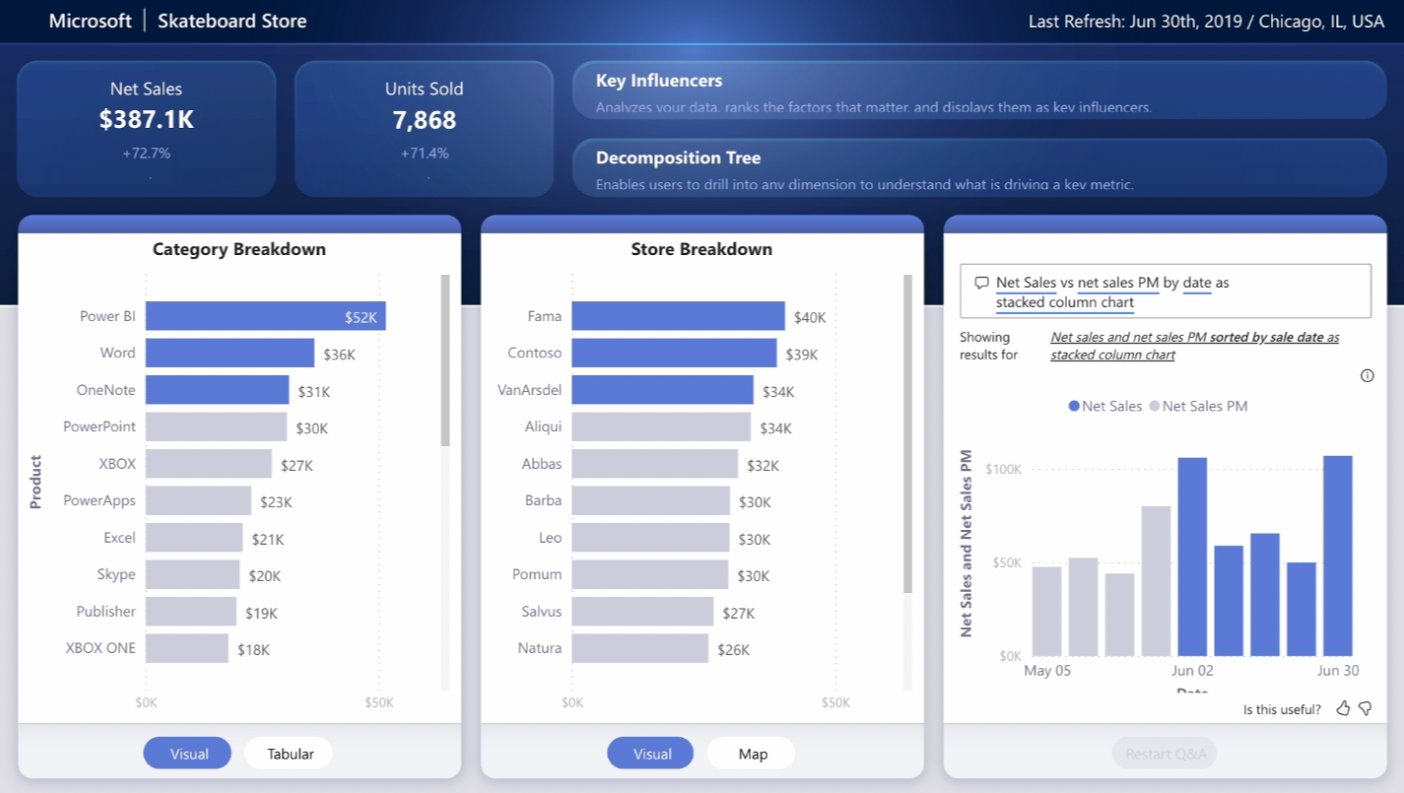 Microsoft | Skateboard Store
Last Refresh: Jun 30th, 2019 / Chicago, IL, USA
Net Sales
$387.1K
+72.7%
Units Sold
7,868
+71.4%
Key Influencers
Analyzes your data, ranks the factors that matter, and displays them as key influencers.
Decomposition Tree
Enables users to drill into any dimension to understand what is driving a key metric.
Category Breakdown
Product
Power BI $52K
Word $36K
OneNote $31K
PowerPoint $30K
XBOX $27K
PowerApps $23K
Excel $21K
Skype $20K
Publisher $19K
XBOX ONE $18K
$0K $50K
Visual Tabular
Store Breakdown
Fama $40K
Contoso $39K
VanArsdel $34K
Aliqui $34K
Abbas $32K
Barba $30K
Leo $30K
Pomum $30K
Salvus $27K
Natura $26K
$0K $50K
Visual Map
Net Sales vs net sales PM by date as
stacked column chart
Showing
results for
Net sales and net sales PM sorted by sale date as
stacked column chart
Net Sales Net Sales PM
Net Sales and Net Sales PM
$100K
$50K
$0K
May 05 Jun 02 Jun 30
Date
Is this useful?
Restart Q&A